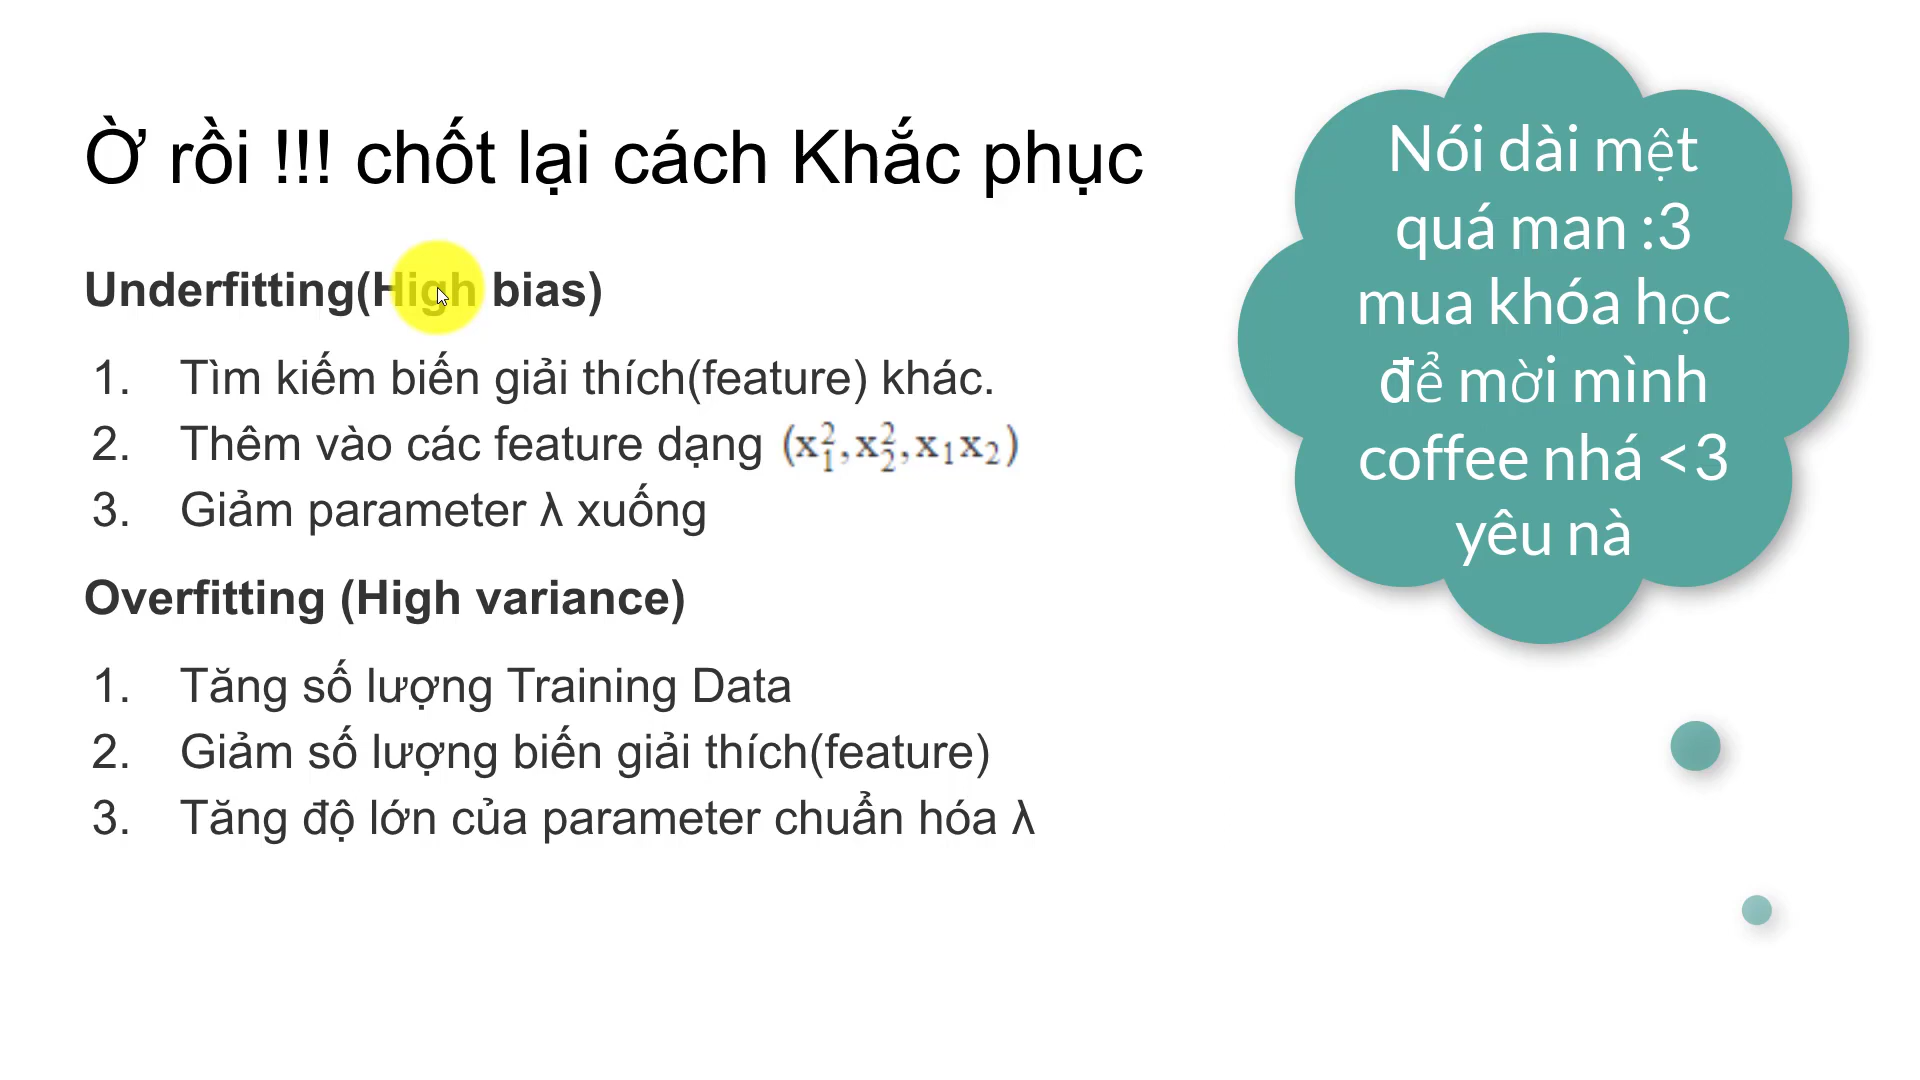 Ờ rồi !!! chốt lại cách Khắc phục
Underfitting(High bias)
1. Tìm kiếm biến giải thích(feature) khác.
2. Thêm vào các feature dạng (x₁²,x₂²,x₁x₂)
3. Giảm parameter λ xuống
Overfitting (High variance)
1. Tăng số lượng Training Data
2. Giảm số lượng biến giải thích(feature)
3. Tăng độ lớn của parameter chuẩn hóa λ
Nói dài mệt
quá man :3
mua khóa học
để mời mình
coffee nhá <3
yêu nà